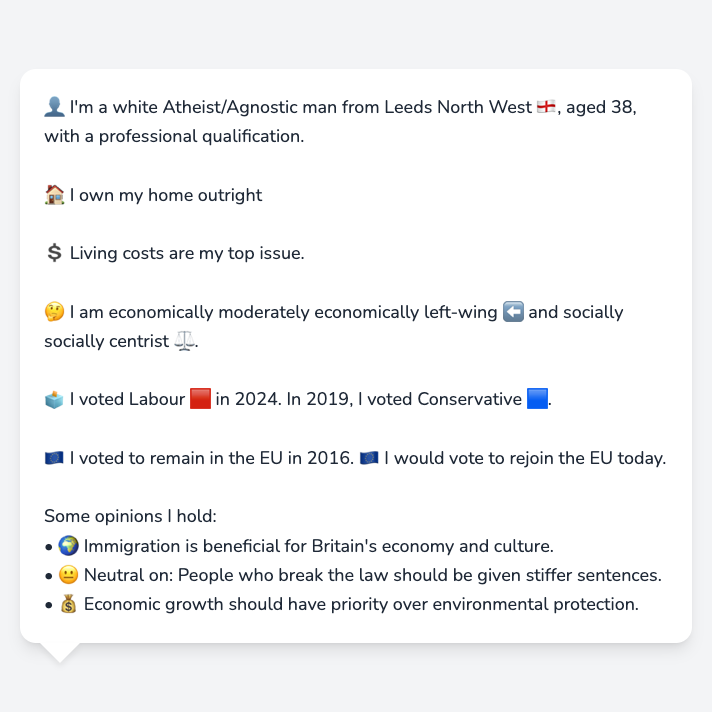 👤 I'm a white Atheist/Agnostic man from Leeds North West 🏴󠁧󠁢󠁥󠁮󠁧󠁿, aged 38,
with a professional qualification.
🏠 I own my home outright
💲 Living costs are my top issue.
🤔 I am economically moderately economically left-wing ⬅️ and socially
socially centrist ⚖️.
🗳️ I voted Labour 🟥 in 2024. In 2019, I voted Conservative 🟦.
🇪🇺 I voted to remain in the EU in 2016. 🇪🇺 I would vote to rejoin the EU today.
Some opinions I hold:
• 🌍 Immigration is beneficial for Britain's economy and culture.
• 😐 Neutral on: People who break the law should be given stiffer sentences.
• 💰 Economic growth should have priority over environmental protection.